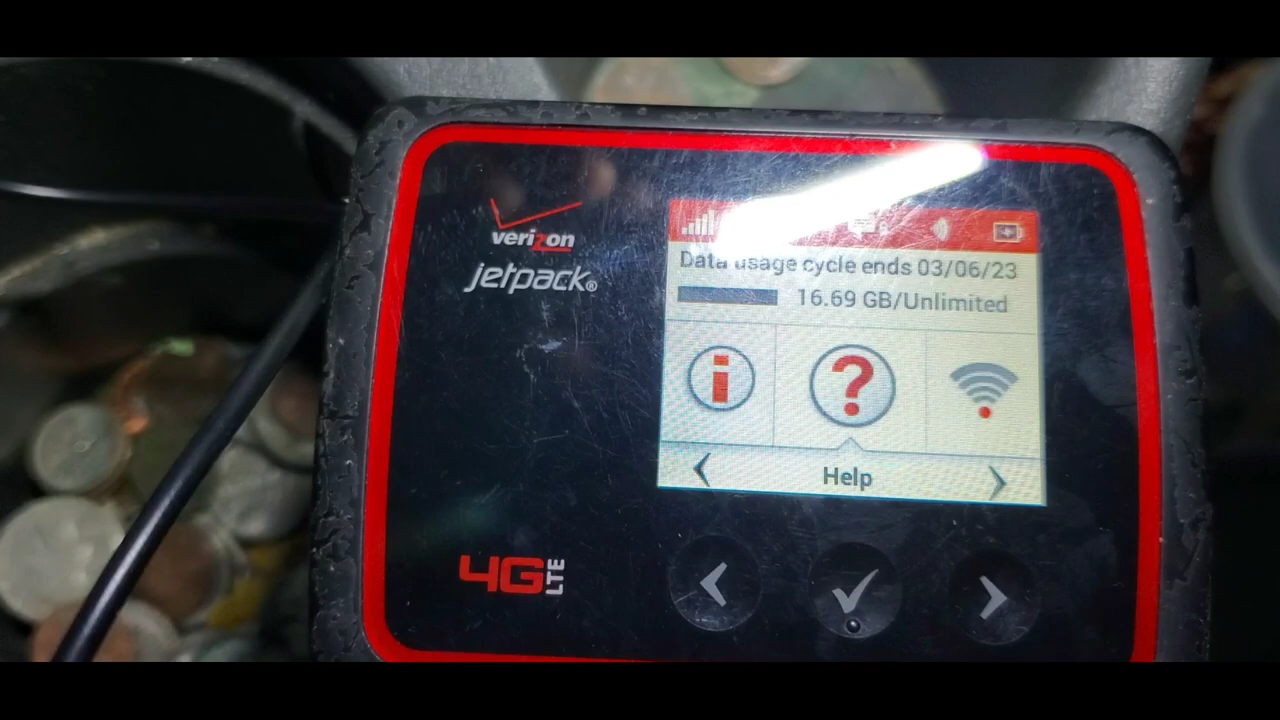 verizon
jetpack®
Data usage cycle ends 03/06/23
16.69 GB/Unlimited
Help
4G LTE